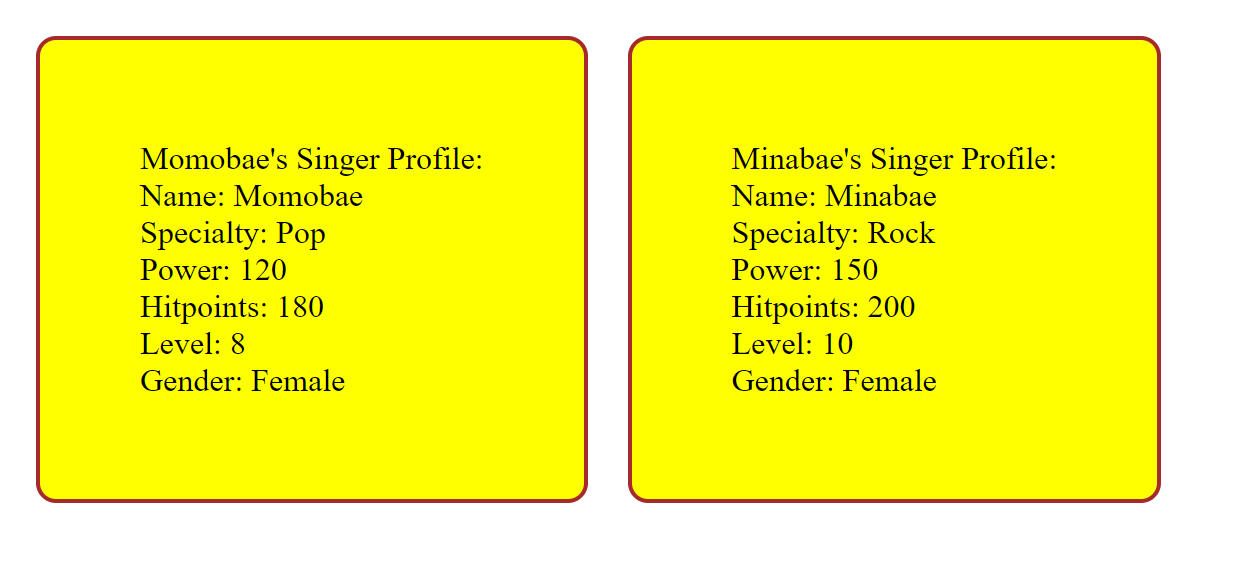 Momobae's Singer Profile:
Name: Momobae
Specialty: Pop
Power: 120
Hitpoints: 180
Level: 8
Gender: Female
Minabae's Singer Profile:
Name: Minabae
Specialty: Rock
Power: 150
Hitpoints: 200
Level: 10
Gender: Female